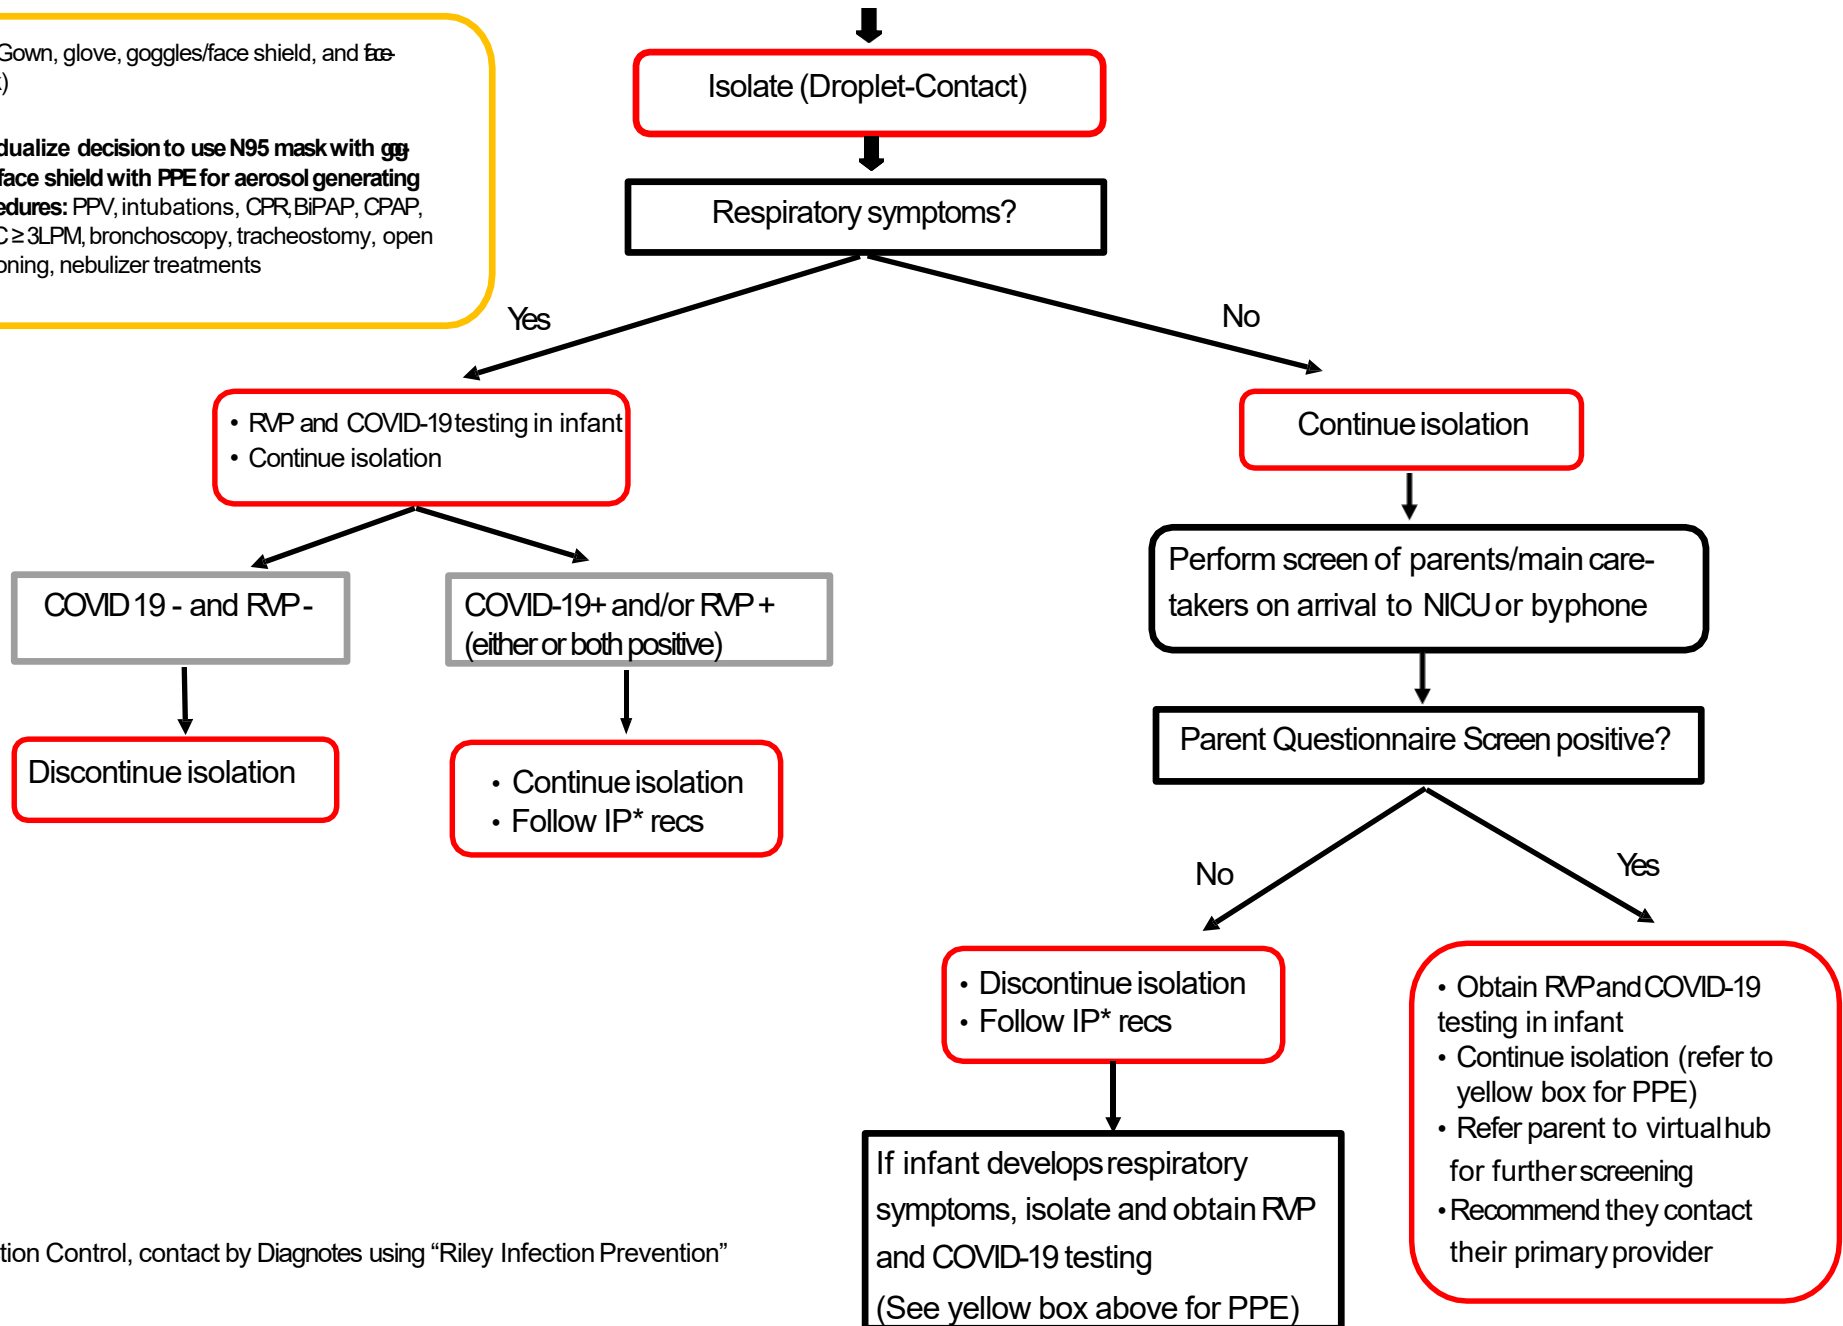 Gown, glove, goggles/face shield, and face-
)
dualize decision to use N95 mask with gog-
face shield with PPE for aerosol generating
edures: PPV, intubations, CPR, BiPAP, CPAP,
C ≥ 3LPM, bronchoscopy, tracheostomy, open
oning, nebulizer treatments
Isolate (Droplet-Contact)
Respiratory symptoms?
Yes
No
• RVP and COVID-19 testing in infant
• Continue isolation
Continue isolation
COVID 19 - and RVP -
COVID-19+ and/or RVP +
(either or both positive)
Perform screen of parents/main care-
takers on arrival to NICU or by phone
Discontinue isolation
• Continue isolation
• Follow IP* recs
Parent Questionnaire Screen positive?
No
Yes
• Discontinue isolation
• Follow IP* recs
• Obtain RVP and COVID-19
testing in infant
• Continue isolation (refer to
yellow box for PPE)
• Refer parent to virtual hub
for further screening
• Recommend they contact
their primary provider
If infant develops respiratory
symptoms, isolate and obtain RVP
and COVID-19 testing
(See yellow box above for PPE)
tion Control, contact by Diagnotes using “Riley Infection Prevention”